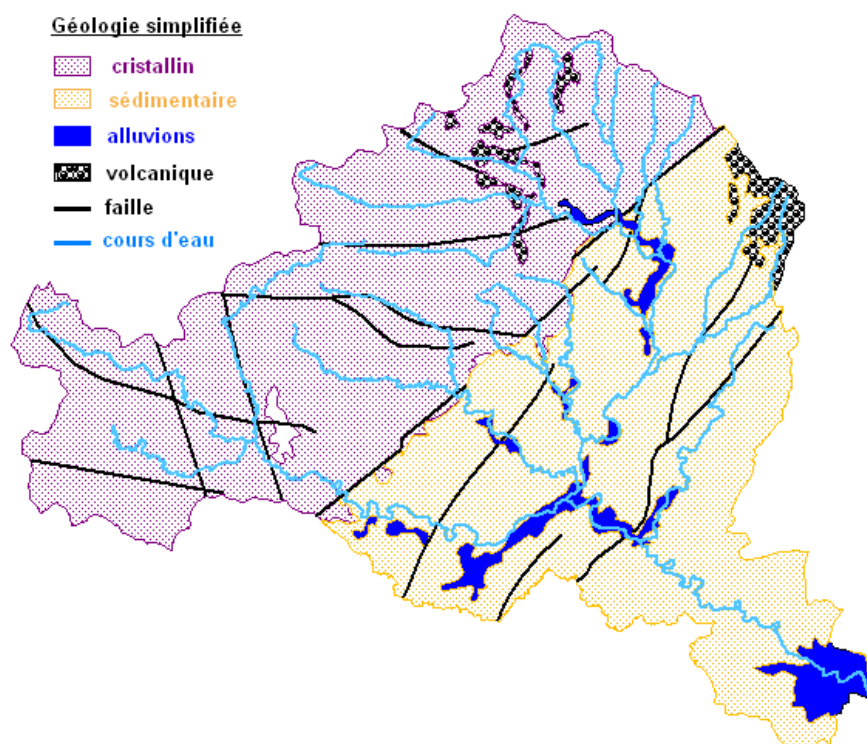 Géologie simplifiée
cristallin
sédimentaire
alluvions
volcanique
faille
cours d'eau